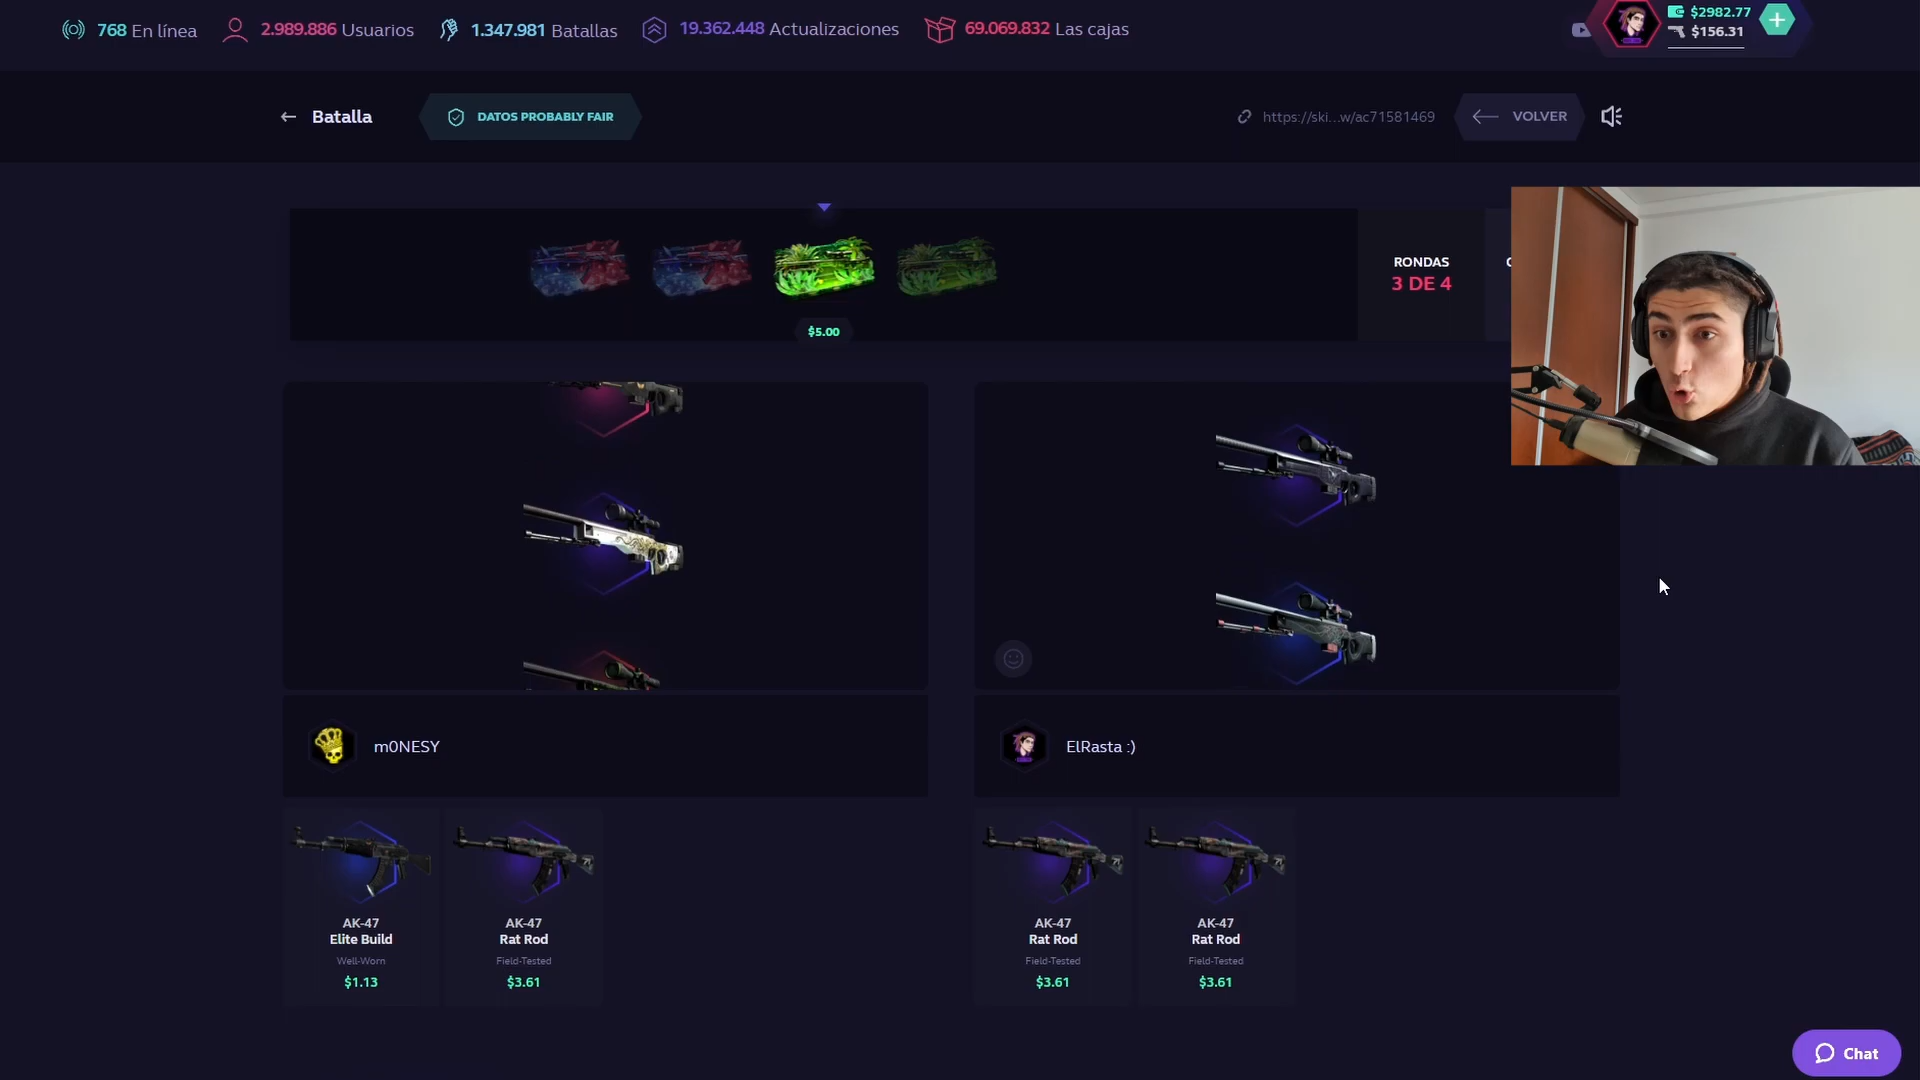 768 En línea
2.989.886 Usuarios
1.347.981 Batallas
19.362.448 Actualizaciones
69.069.832 Las cajas
$2982.77
$156.31
Batalla
DATOS PROBABLY FAIR
https://ski...w/ac71581469
VOLVER
RONDAS
3 DE 4
$5.00
m0NESY
ElRasta :)
AK-47
Elite Build
Well-Worn
$1.13
AK-47
Rat Rod
Field-Tested
$3.61
AK-47
Rat Rod
Field-Tested
$3.61
AK-47
Rat Rod
Field-Tested
$3.61
Chat